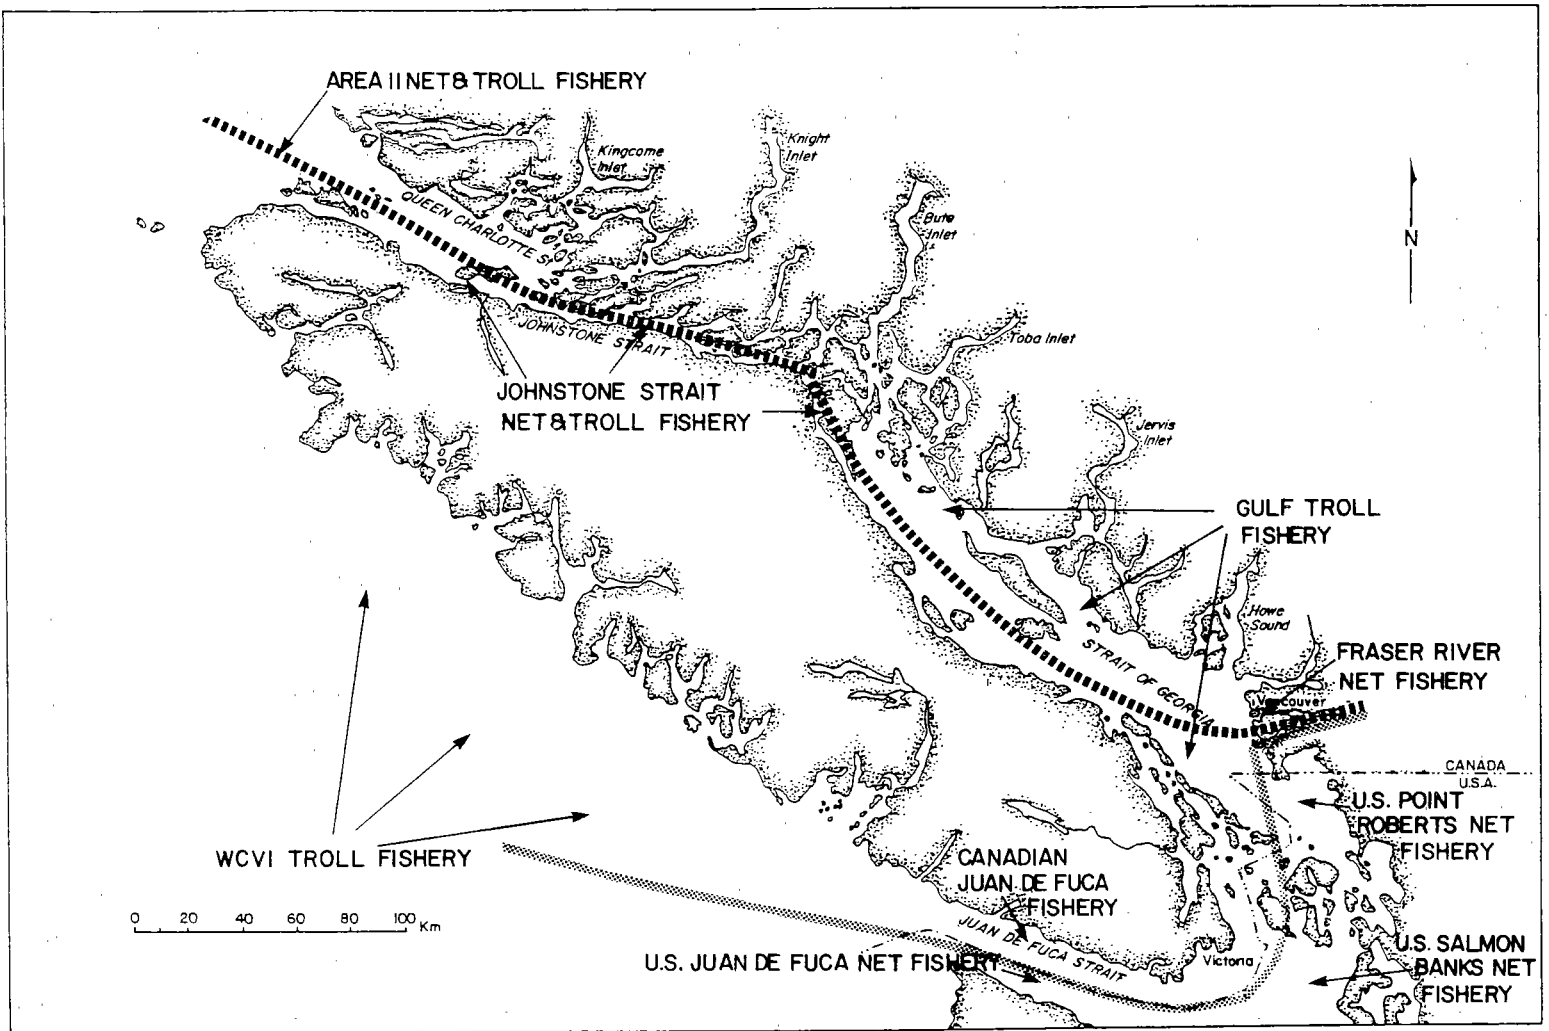 AREA 11 NET & TROLL FISHERY
Kingcome
Inlet
Knight
Inlet
QUEEN CHARLOTTE St.
Bute
Inlet
N
JOHNSTONE STRAIT
Toba Inlet
JOHNSTONE STRAIT
NET & TROLL FISHERY
Jervis
Inlet
GULF TROLL
FISHERY
Howe
Sound
STRAIT OF GEORGIA
FRASER RIVER
NET FISHERY
Vancouver
CANADA
U.S.A.
U.S. POINT
ROBERTS NET
FISHERY
WCVI TROLL FISHERY
CANADIAN
JUAN DE FUCA
FISHERY
0 20 40 60 80 100 Km
JUAN DE FUCA STRAIT
U.S. JUAN DE FUCA NET FISHERY
Victoria
U.S. SALMON
BANKS NET
FISHERY